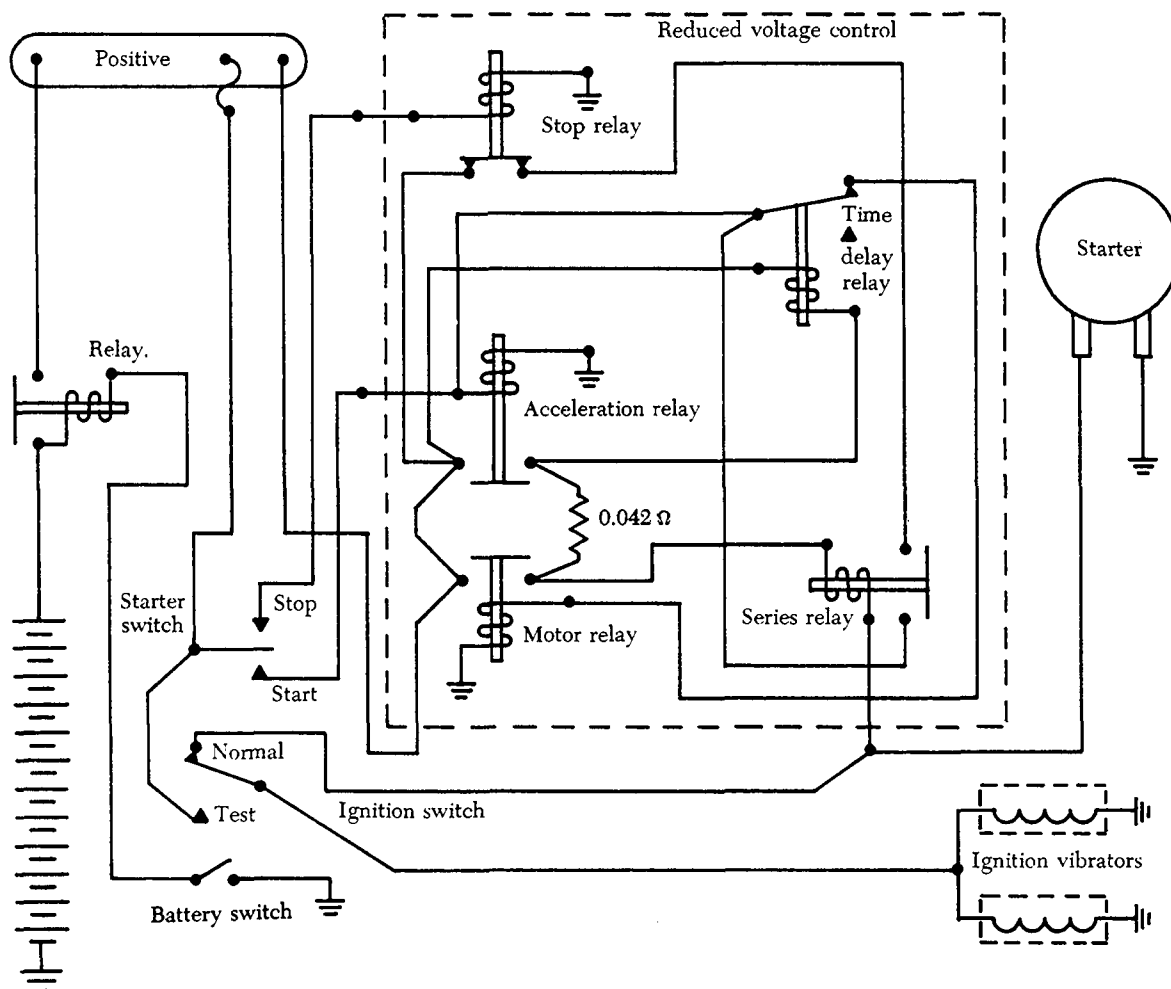 Reduced voltage control
Positive
Stop relay
Time
delay
relay
Starter
Relay.
Acceleration relay
0.042 Ω
Starter
switch
Stop
Series relay
Motor relay
Start
Normal
Ignition switch
Test
Ignition vibrators
Battery switch